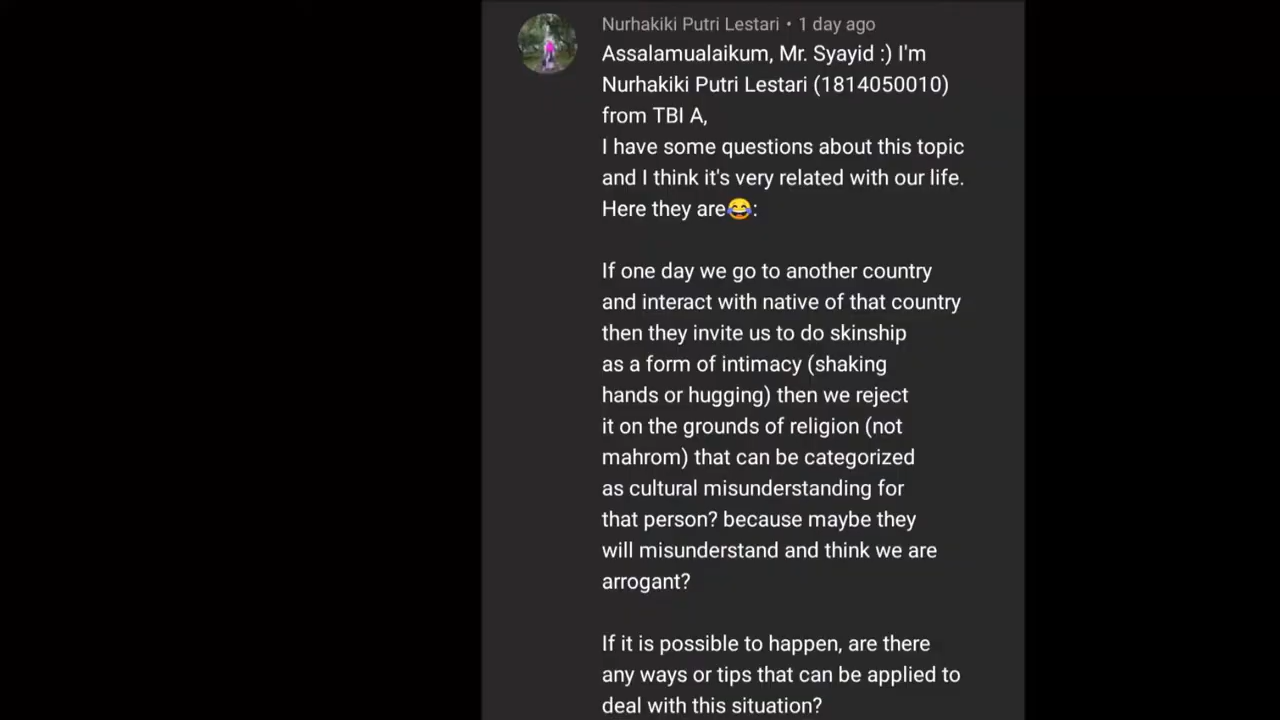 Nurhakiki Putri Lestari • 1 day ago
Assalamualaikum, Mr. Syayid :) I'm
Nurhakiki Putri Lestari (1814050010)
from TBI A,
I have some questions about this topic
and I think it's very related with our life.
Here they are😂:
If one day we go to another country
and interact with native of that country
then they invite us to do skinship
as a form of intimacy (shaking
hands or hugging) then we reject
it on the grounds of religion (not
mahrom) that can be categorized
as cultural misunderstanding for
that person? because maybe they
will misunderstand and think we are
arrogant?
If it is possible to happen, are there
any ways or tips that can be applied to
deal with this situation?